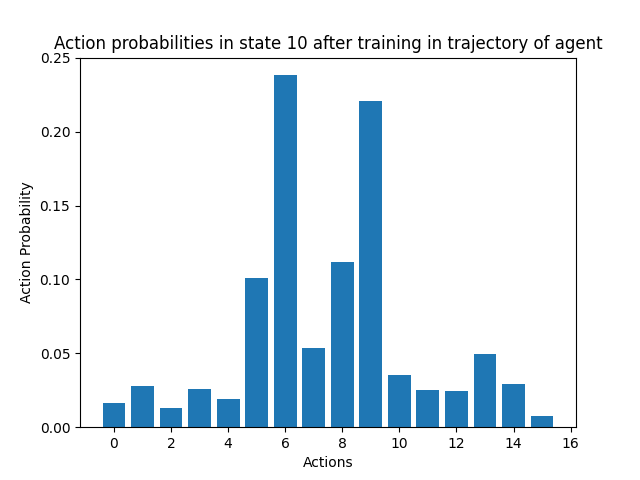 Action probabilities in state 10 after training in trajectory of agent
0.25
0.20
0.15
0.10
0.05
0.00
Action Probability
0 2 4 6 8 10 12 14 16
Actions